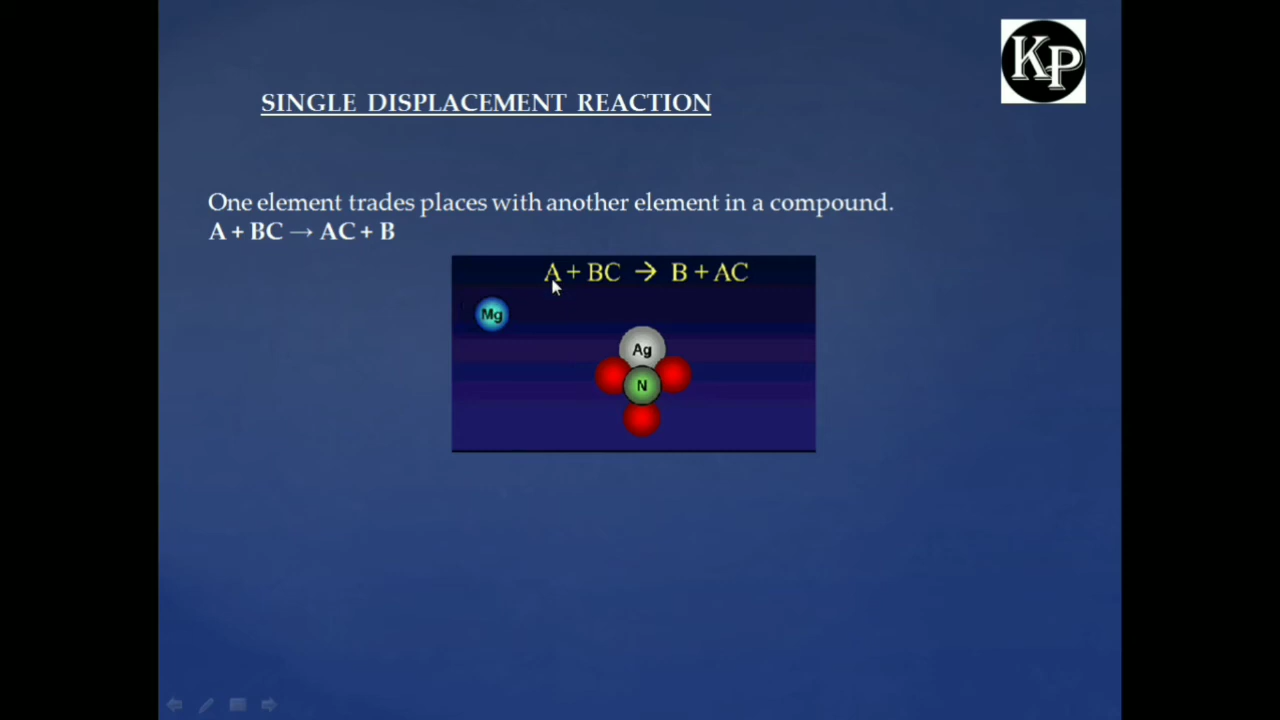 KP
SINGLE DISPLACEMENT REACTION
One element trades places with another element in a compound.
A + BC → AC + B
A + BC → B + AC
Mg
Ag
N